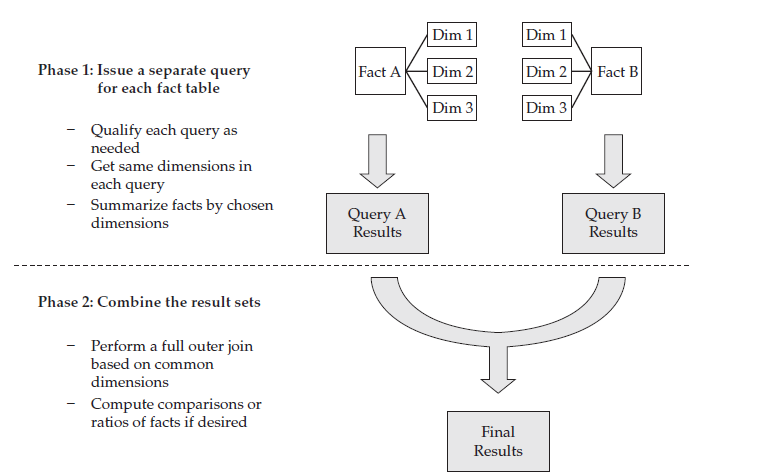 Phase 1: Issue a separate query
for each fact table
– Qualify each query as
needed
– Get same dimensions in
each query
– Summarize facts by chosen
dimensions
Fact A
Dim 1
Dim 2
Dim 3
Dim 1
Dim 2
Dim 3
Fact B
Query A
Results
Query B
Results
Phase 2: Combine the result sets
– Perform a full outer join
based on common
dimensions
– Compute comparisons or
ratios of facts if desired
Final
Results